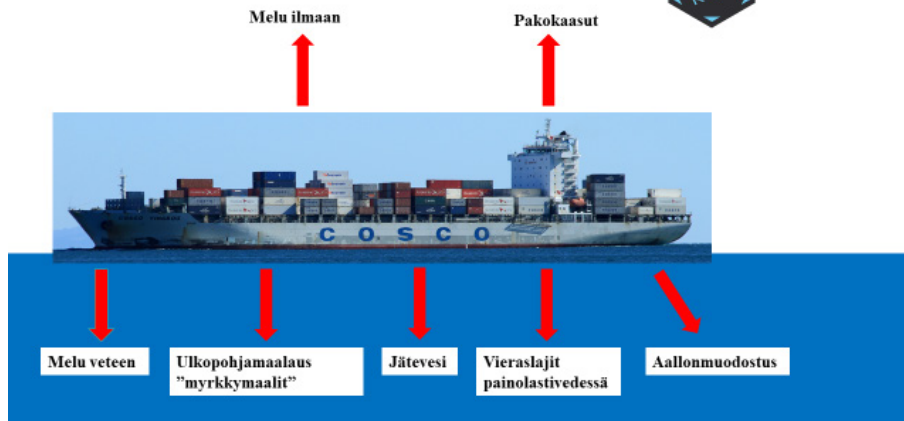 Melu ilmaan
Pakokaasut
COSCO
Melu veteen
Ulkopohjamaalaus
”myrkkymaalit”
Jätevesi
Vieraslajit
painolastivedessä
Aallonmuodostus